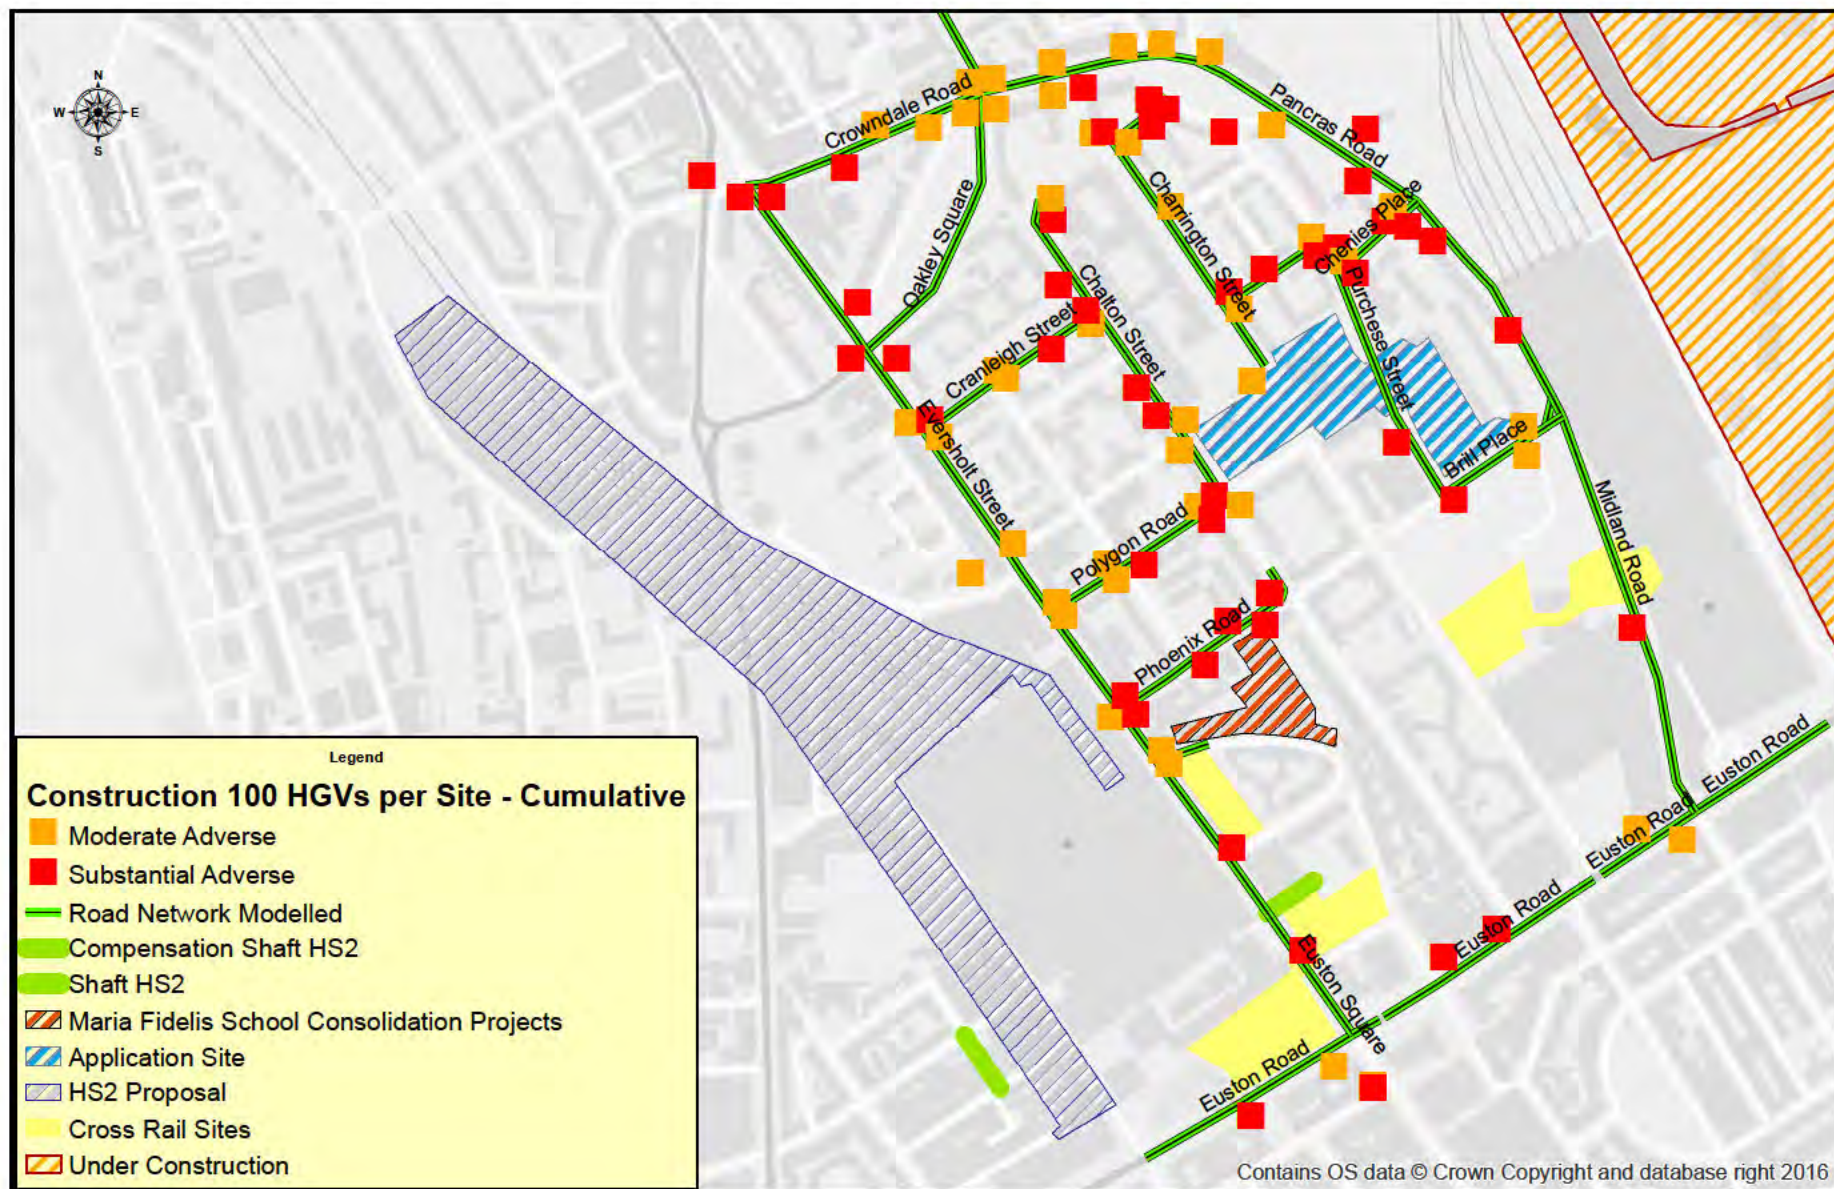 N
W E
S
Crowndale Road
Pancras Road
Oakley Square
Charrington Street
Chenies Place
Chalton Street
Purchese Street
Cranleigh Street
Eversholt Street
Brill Place
Polygon Road
Midland Road
Phoenix Road
Euston Road
Euston Road
Euston Road
Euston Square
Euston Road
Legend
Construction 100 HGVs per Site - Cumulative
Moderate Adverse
Substantial Adverse
Road Network Modelled
Compensation Shaft HS2
Shaft HS2
Maria Fidelis School Consolidation Projects
Application Site
HS2 Proposal
Cross Rail Sites
Under Construction
Contains OS data © Crown Copyright and database right 2016